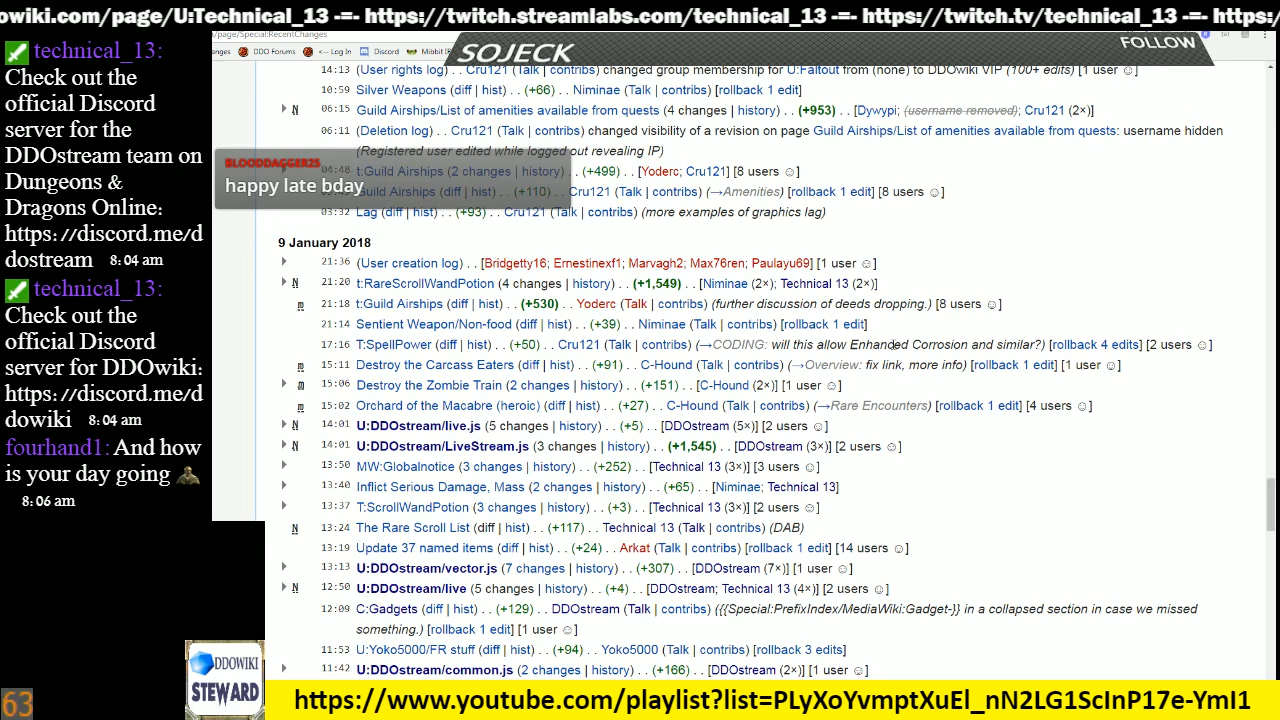 owiki.com/page/U:Technical_13 -=- https://twitch.streamlabs.com/technical_13 -=- https://twitch.tv/technical_13 -=- https:/
/page/Special:RecentChanges
nges DDO Forums <-- Log In Discord Mibbit
SOJECK
FOLLOW
technical_13:
Check out the
official Discord
server for the
DDOstream team on
Dungeons &
Dragons Online:
https://discord.me/d
dostream 8:04 am
technical_13:
Check out the
official Discord
server for DDOwiki:
https://discord.me/d
dowiki 8:04 am
fourhand1: And how
is your day going
8:06 am
BLOODDAGGER25
happy late bday
14:13 (User rights log) . . Cru121 (Talk | contribs) changed group membership for U:Faltout from (none) to DDOwiki VIP (100+ edits) [1 user ☺]
10:59 Silver Weapons (diff | hist) . . (+66) . . Niminae (Talk | contribs) [rollback 1 edit]
N 06:15 Guild Airships/List of amenities available from quests (4 changes | history) . . (+953) . . [Dywypi; (username removed); Cru121 (2×)]
06:11 (Deletion log) . . Cru121 (Talk | contribs) changed visibility of a revision on page Guild Airships/List of amenities available from quests: username hidden
(Registered user edited while logged out revealing IP)
04:48 t:Guild Airships (2 changes | history) . . (+499) . . [Yoderc; Cru121] [8 users ☺]
03:45 Guild Airships (diff | hist) . . (+110) . . Cru121 (Talk | contribs) (→Amenities) [rollback 1 edit] [8 users ☺]
03:32 Lag (diff | hist) . . (+93) . . Cru121 (Talk | contribs) (more examples of graphics lag)
9 January 2018
21:36 (User creation log) . . [Bridgetty16; Ernestinexf1; Marvagh2; Max76ren; Paulayu69] [1 user ☺]
N 21:20 t:RareScrollWandPotion (4 changes | history) . . (+1,549) . . [Niminae (2×); Technical 13 (2×)]
m 21:18 t:Guild Airships (diff | hist) . . (+530) . . Yoderc (Talk | contribs) (further discussion of deeds dropping.) [8 users ☺]
21:14 Sentient Weapon/Non-food (diff | hist) . . (+39) . . Niminae (Talk | contribs) [rollback 1 edit]
17:16 T:SpellPower (diff | hist) . . (+50) . . Cru121 (Talk | contribs) (→CODING: will this allow Enhanced Corrosion and similar?) [rollback 4 edits] [2 users ☺]
m 15:11 Destroy the Carcass Eaters (diff | hist) . . (+91) . . C-Hound (Talk | contribs) (→Overview: fix link, more info) [rollback 1 edit] [1 user ☺]
m 15:06 Destroy the Zombie Train (2 changes | history) . . (+151) . . [C-Hound (2×)] [1 user ☺]
m 15:02 Orchard of the Macabre (heroic) (diff | hist) . . (+27) . . C-Hound (Talk | contribs) (→Rare Encounters) [rollback 1 edit] [4 users ☺]
N 14:01 U:DDOstream/live.js (5 changes | history) . . (+5) . . [DDOstream (5×)] [2 users ☺]
N 14:01 U:DDOstream/LiveStream.js (3 changes | history) . . (+1,545) . . [DDOstream (3×)] [2 users ☺]
13:50 MW:Globalnotice (3 changes | history) . . (+252) . . [Technical 13 (3×)] [3 users ☺]
13:40 Inflict Serious Damage, Mass (2 changes | history) . . (+65) . . [Niminae; Technical 13]
13:37 T:ScrollWandPotion (3 changes | history) . . (+3) . . [Technical 13 (3×)] [2 users ☺]
N 13:24 The Rare Scroll List (diff | hist) . . (+117) . . Technical 13 (Talk | contribs) (DAB)
13:19 Update 37 named items (diff | hist) . . (+24) . . Arkat (Talk | contribs) [rollback 1 edit] [14 users ☺]
13:13 U:DDOstream/vector.js (7 changes | history) . . (+307) . . [DDOstream (7×)] [1 user ☺]
N 12:50 U:DDOstream/live (5 changes | history) . . (+4) . . [DDOstream; Technical 13 (4×)] [2 users ☺]
12:09 C:Gadgets (diff | hist) . . (+129) . . DDOstream (Talk | contribs) ({{Special:PrefixIndex/MediaWiki:Gadget-}} in a collapsed section in case we missed
something.) [rollback 1 edit] [1 user ☺]
11:53 U:Yoko5000/FR stuff (diff | hist) . . (+94) . . Yoko5000 (Talk | contribs) [rollback 3 edits]
11:42 U:DDOstream/common.js (2 changes | history) . . (+166) . . [DDOstream (2×)] [1 user ☺]
DDOWIKI
STEWARD
63
https://www.youtube.com/playlist?list=PLyXoYvmptXuEl_nN2LG1ScInP17e-YmI1